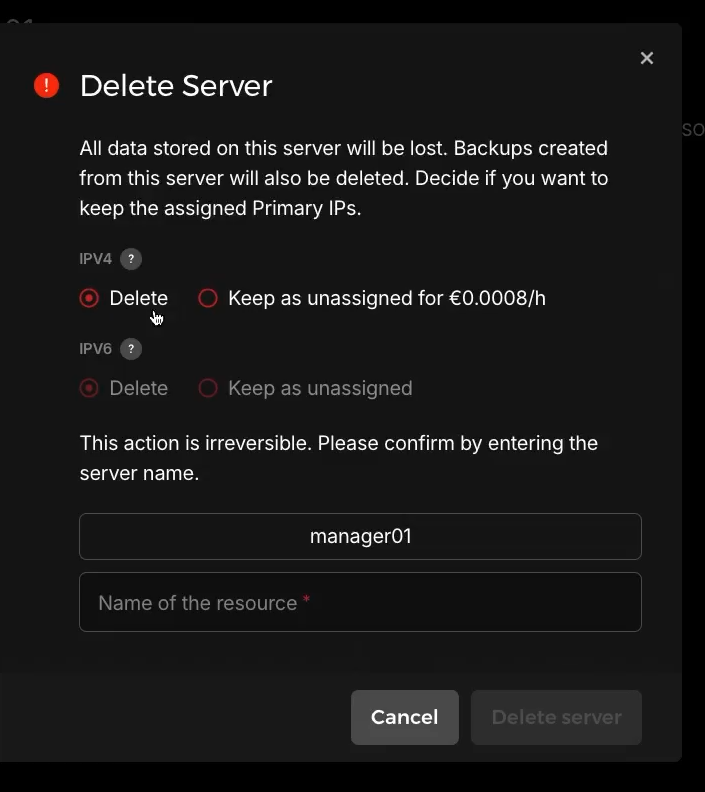 Delete Server
All data stored on this server will be lost. Backups created
from this server will also be deleted. Decide if you want to
keep the assigned Primary IPs.
IPV4 ?
Delete Keep as unassigned for €0.0008/h
IPV6 ?
Delete Keep as unassigned
This action is irreversible. Please confirm by entering the
server name.
manager01
Name of the resource *
Cancel Delete server